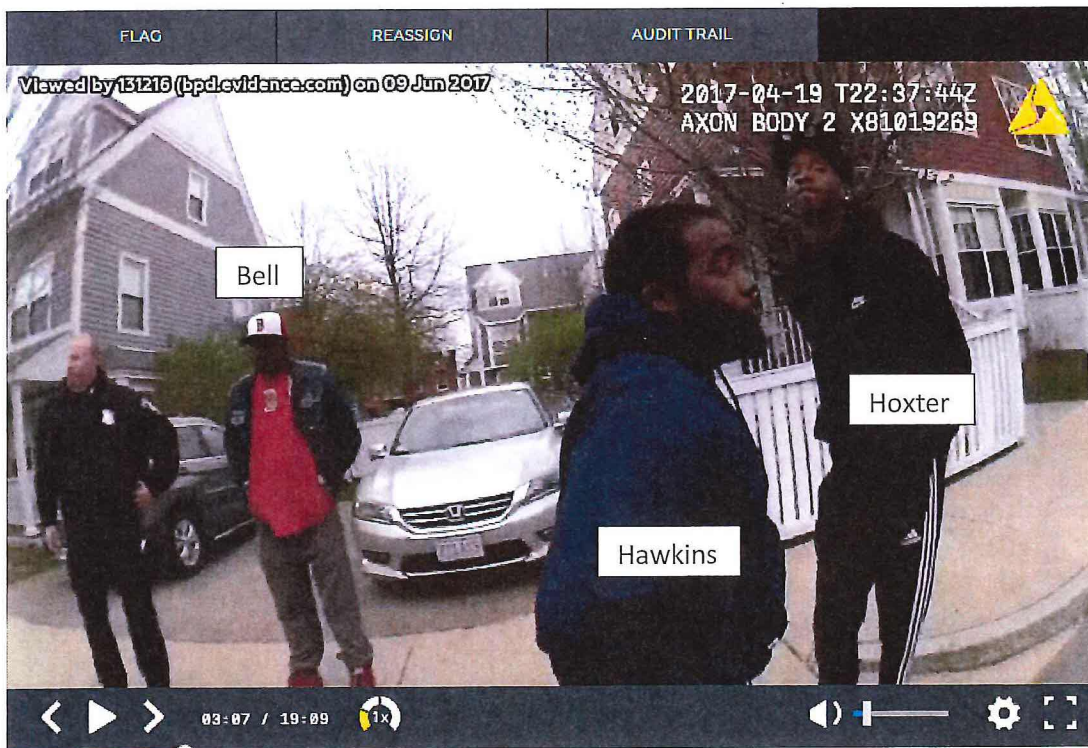 FLAG
REASSIGN
AUDIT TRAIL
Viewed by 131216 (bpd.evidence.com) on 09 Jun 2017
2017-04-19 T22:37:44Z
AXON BODY 2 X81019269
B
Bell
B
Hoxter
Hawkins
03:07 / 19:09
1x